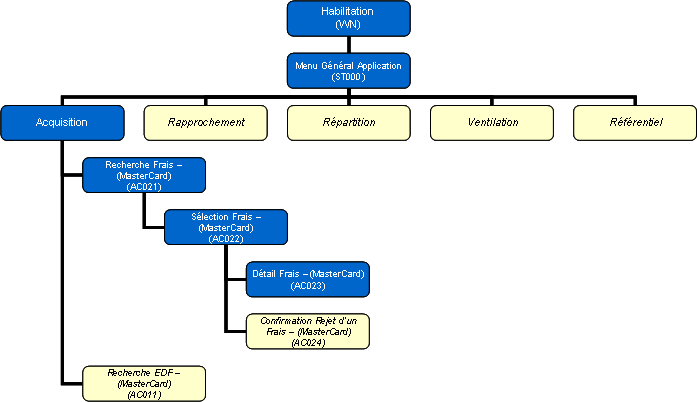 Habilitation
(WN)
Menu Général Application
(ST000)
Acquisition
Rapprochement
Répartition
Ventilation
Référentiel
Recherche Frais –
(MasterCard)
(AC021)
Sélection Frais –
(MasterCard)
(AC022)
Détail Frais – (MasterCard)
(AC023)
Confirmation Rejet d'un
Frais – (MasterCard)
(AC024)
Recherche EDF –
(MasterCard)
(AC011)